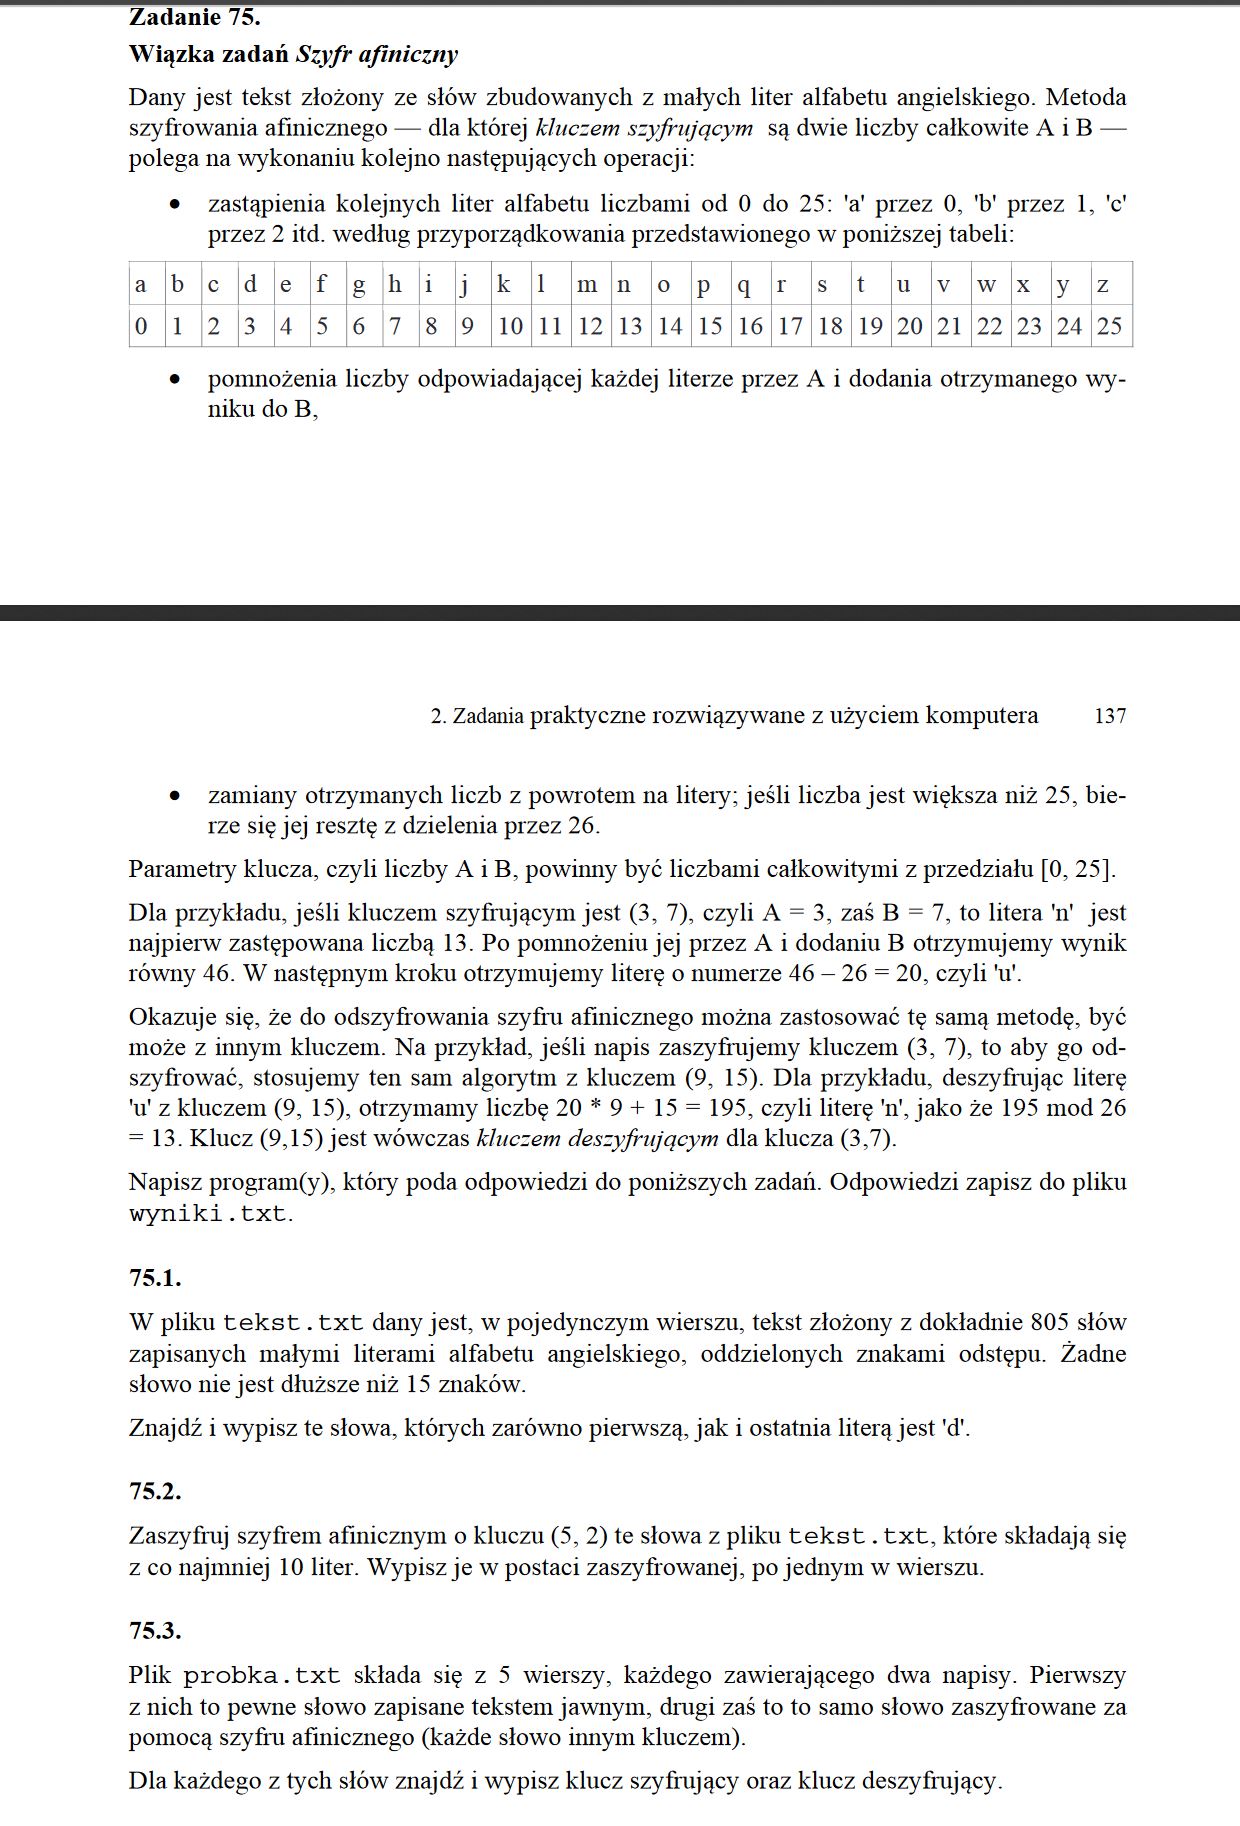 Zadanie 75.
Wiązka zadań Szyfr afiniczny
Dany jest tekst złożony ze słów zbudowanych z małych liter alfabetu angielskiego. Metoda
szyfrowania afinicznego — dla której kluczem szyfrującym są dwie liczby całkowite A i B —
polega na wykonaniu kolejno następujących operacji:
• zastąpienia kolejnych liter alfabetu liczbami od 0 do 25: 'a' przez 0, 'b' przez 1, 'c'
przez 2 itd. według przyporządkowania przedstawionego w poniższej tabeli:
a b c d e f g h i j k l m n o p q r s t u v w x y z
0 1 2 3 4 5 6 7 8 9 10 11 12 13 14 15 16 17 18 19 20 21 22 23 24 25
• pomnożenia liczby odpowiadającej każdej literze przez A i dodania otrzymanego wy-
niku do B,
2. Zadania praktyczne rozwiązywane z użyciem komputera 137
• zamiany otrzymanych liczb z powrotem na litery; jeśli liczba jest większa niż 25, bie-
rze się jej resztę z dzielenia przez 26.
Parametry klucza, czyli liczby A i B, powinny być liczbami całkowitymi z przedziału [0, 25].
Dla przykładu, jeśli kluczem szyfrującym jest (3, 7), czyli A = 3, zaś B = 7, to litera 'n' jest
najpierw zastępowana liczbą 13. Po pomnożeniu jej przez A i dodaniu B otrzymujemy wynik
równy 46. W następnym kroku otrzymujemy literę o numerze 46 – 26 = 20, czyli 'u'.
Okazuje się, że do odszyfrowania szyfru afinicznego można zastosować tę samą metodę, być
może z innym kluczem. Na przykład, jeśli napis zaszyfrujemy kluczem (3, 7), to aby go od-
szyfrować, stosujemy ten sam algorytm z kluczem (9, 15). Dla przykładu, deszyfrując literę
'u' z kluczem (9, 15), otrzymamy liczbę 20 * 9 + 15 = 195, czyli literę 'n', jako że 195 mod 26
= 13. Klucz (9,15) jest wówczas kluczem deszyfrującym dla klucza (3,7).
Napisz program(y), który poda odpowiedzi do poniższych zadań. Odpowiedzi zapisz do pliku
wyniki.txt.
75.1.
W pliku tekst.txt dany jest, w pojedynczym wierszu, tekst złożony z dokładnie 805 słów
zapisanych małymi literami alfabetu angielskiego, oddzielonych znakami odstępu. Żadne
słowo nie jest dłuższe niż 15 znaków.
Znajdź i wypisz te słowa, których zarówno pierwszą, jak i ostatnia literą jest 'd'.
75.2.
Zaszyfruj szyfrem afinicznym o kluczu (5, 2) te słowa z pliku tekst.txt, które składają się
z co najmniej 10 liter. Wypisz je w postaci zaszyfrowanej, po jednym w wierszu.
75.3.
Plik probka.txt składa się z 5 wierszy, każdego zawierającego dwa napisy. Pierwszy
z nich to pewne słowo zapisane tekstem jawnym, drugi zaś to to samo słowo zaszyfrowane za
pomocą szyfru afinicznego (każde słowo innym kluczem).
Dla każdego z tych słów znajdź i wypisz klucz szyfrujący oraz klucz deszyfrujący.